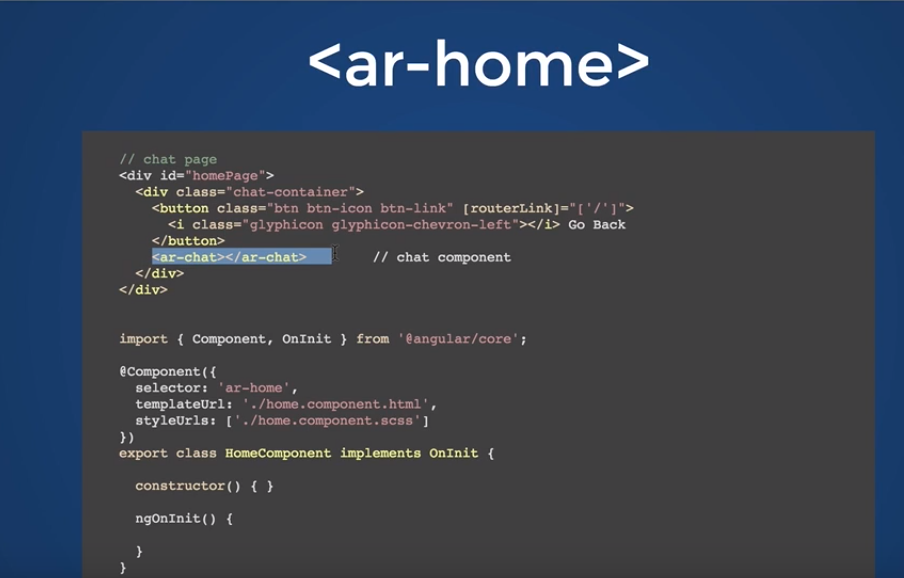 <ar-home>
// chat page
<div id="homePage">
<div class="chat-container">
<button class="btn btn-icon btn-link" [routerLink]="['/']">
<i class="glyphicon glyphicon-chevron-left"></i> Go Back
</button>
<ar-chat></ar-chat> // chat component
</div>
</div>
import { Component, OnInit } from '@angular/core';
@Component({
selector: 'ar-home',
templateUrl: './home.component.html',
styleUrls: ['./home.component.scss']
})
export class HomeComponent implements OnInit {
constructor() { }
ngOnInit() {
}
}